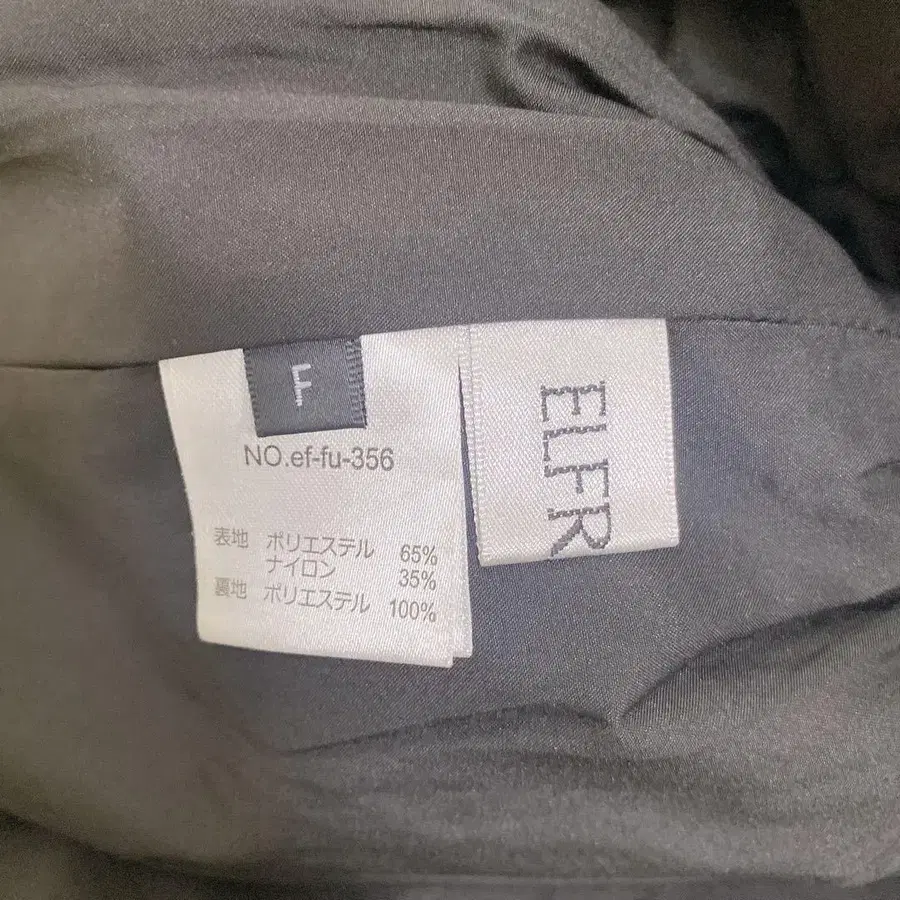 F
NO.ef-fu-356
表地 ポリエステル 65%
ナイロン 35%
裏地 ポリエステル 100%
ELFR